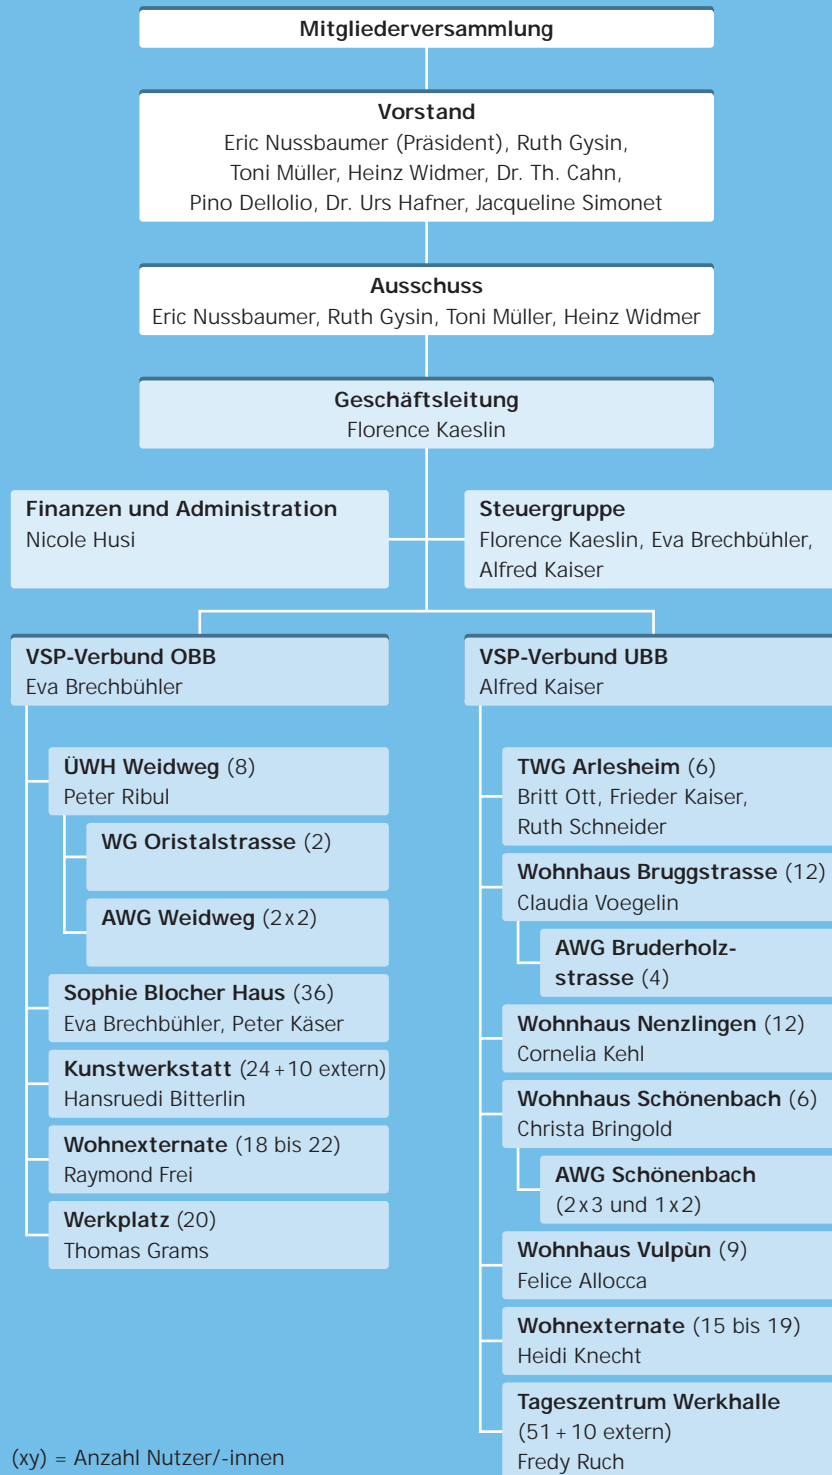 Mitgliederversammlung
Vorstand
Eric Nussbaumer (Präsident), Ruth Gysin,
Toni Müller, Heinz Widmer, Dr. Th. Cahn,
Pino Dellolio, Dr. Urs Hafner, Jacqueline Simonet
Ausschuss
Eric Nussbaumer, Ruth Gysin, Toni Müller, Heinz Widmer
Geschäftsleitung
Florence Kaeslin
Finanzen und Administration
Nicole Husi
Steuergruppe
Florence Kaeslin, Eva Brechbühler,
Alfred Kaiser
VSP-Verbund OBB
Eva Brechbühler
ÜWH Weidweg (8)
Peter Ribul
WG Oristalstrasse (2)
AWG Weidweg (2x2)
Sophie Blocher Haus (36)
Eva Brechbühler, Peter Käser
Kunstwerkstatt (24+10 extern)
Hansruedi Bitterlin
Wohnexternate (18 bis 22)
Raymond Frei
Werkplatz (20)
Thomas Grams
VSP-Verbund UBB
Alfred Kaiser
TWG Arlesheim (6)
Britt Ott, Frieder Kaiser,
Ruth Schneider
Wohnhaus Bruggstrasse (12)
Claudia Voegelin
AWG Bruderholz-
strasse (4)
Wohnhaus Nenzlingen (12)
Cornelia Kehl
Wohnhaus Schönenbach (6)
Christa Bringold
AWG Schönenbach
(2x3 und 1x2)
Wohnhaus Vulpùn (9)
Felice Allocca
Wohnexternate (15 bis 19)
Heidi Knecht
Tageszentrum Werkhalle
(51+10 extern)
Fredy Ruch
(xy) = Anzahl Nutzer/-innen